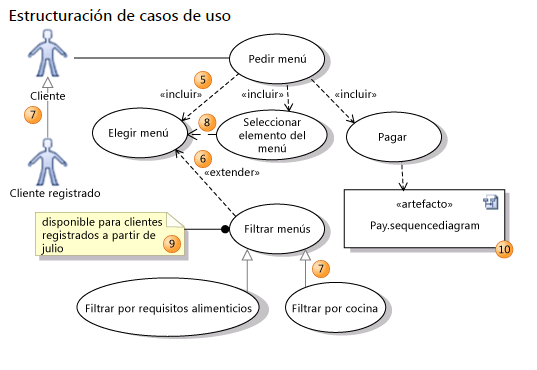 Estructuración de casos de uso
Pedir menú
Cliente
5
«incluir»
«incluir»
«incluir»
7
Elegir menú
8
Seleccionar
elemento del
menú
Pagar
6
«extender»
Cliente registrado
«artefacto»
Pay.sequencediagram
10
disponible para clientes
registrados a partir de
julio
9
Filtrar menús
7
Filtrar por requisitos alimenticios
Filtrar por cocina